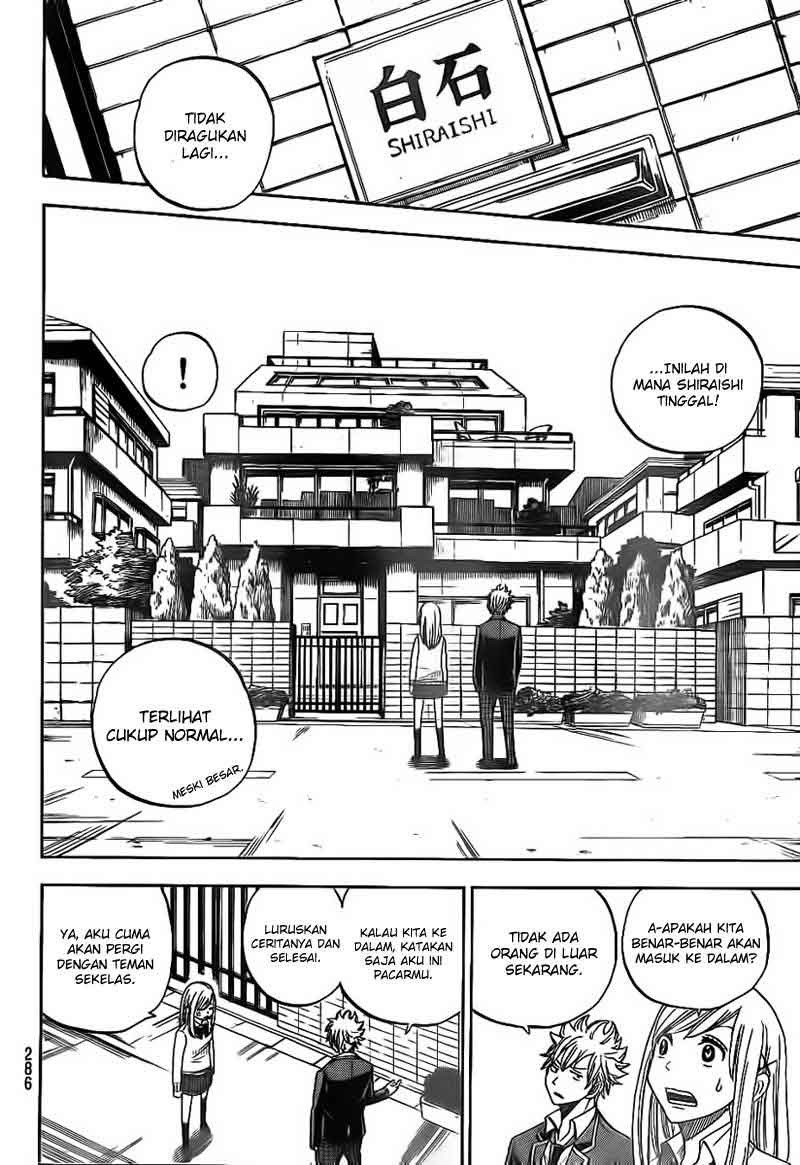 白石
SHIRAISHI
TIDAK
DIRAGUKAN
LAGI...
...INILAH DI
MANA SHIRAISHI
TINGGAL!
!
TERLIHAT
CUKUP NORMAL...
MESKI BESAR.
A-APAKAH KITA
BENAR-BENAR AKAN
MASUK KE DALAM?
TIDAK ADA
ORANG DI LUAR
SEKARANG.
KALAU KITA KE
DALAM, KATAKAN
SAJA AKU INI
PACARMU.
LURUSKAN
CERITANYA DAN
SELESAI.
YA, AKU CUMA
AKAN PERGI
DENGAN TEMAN
SEKELAS.
286